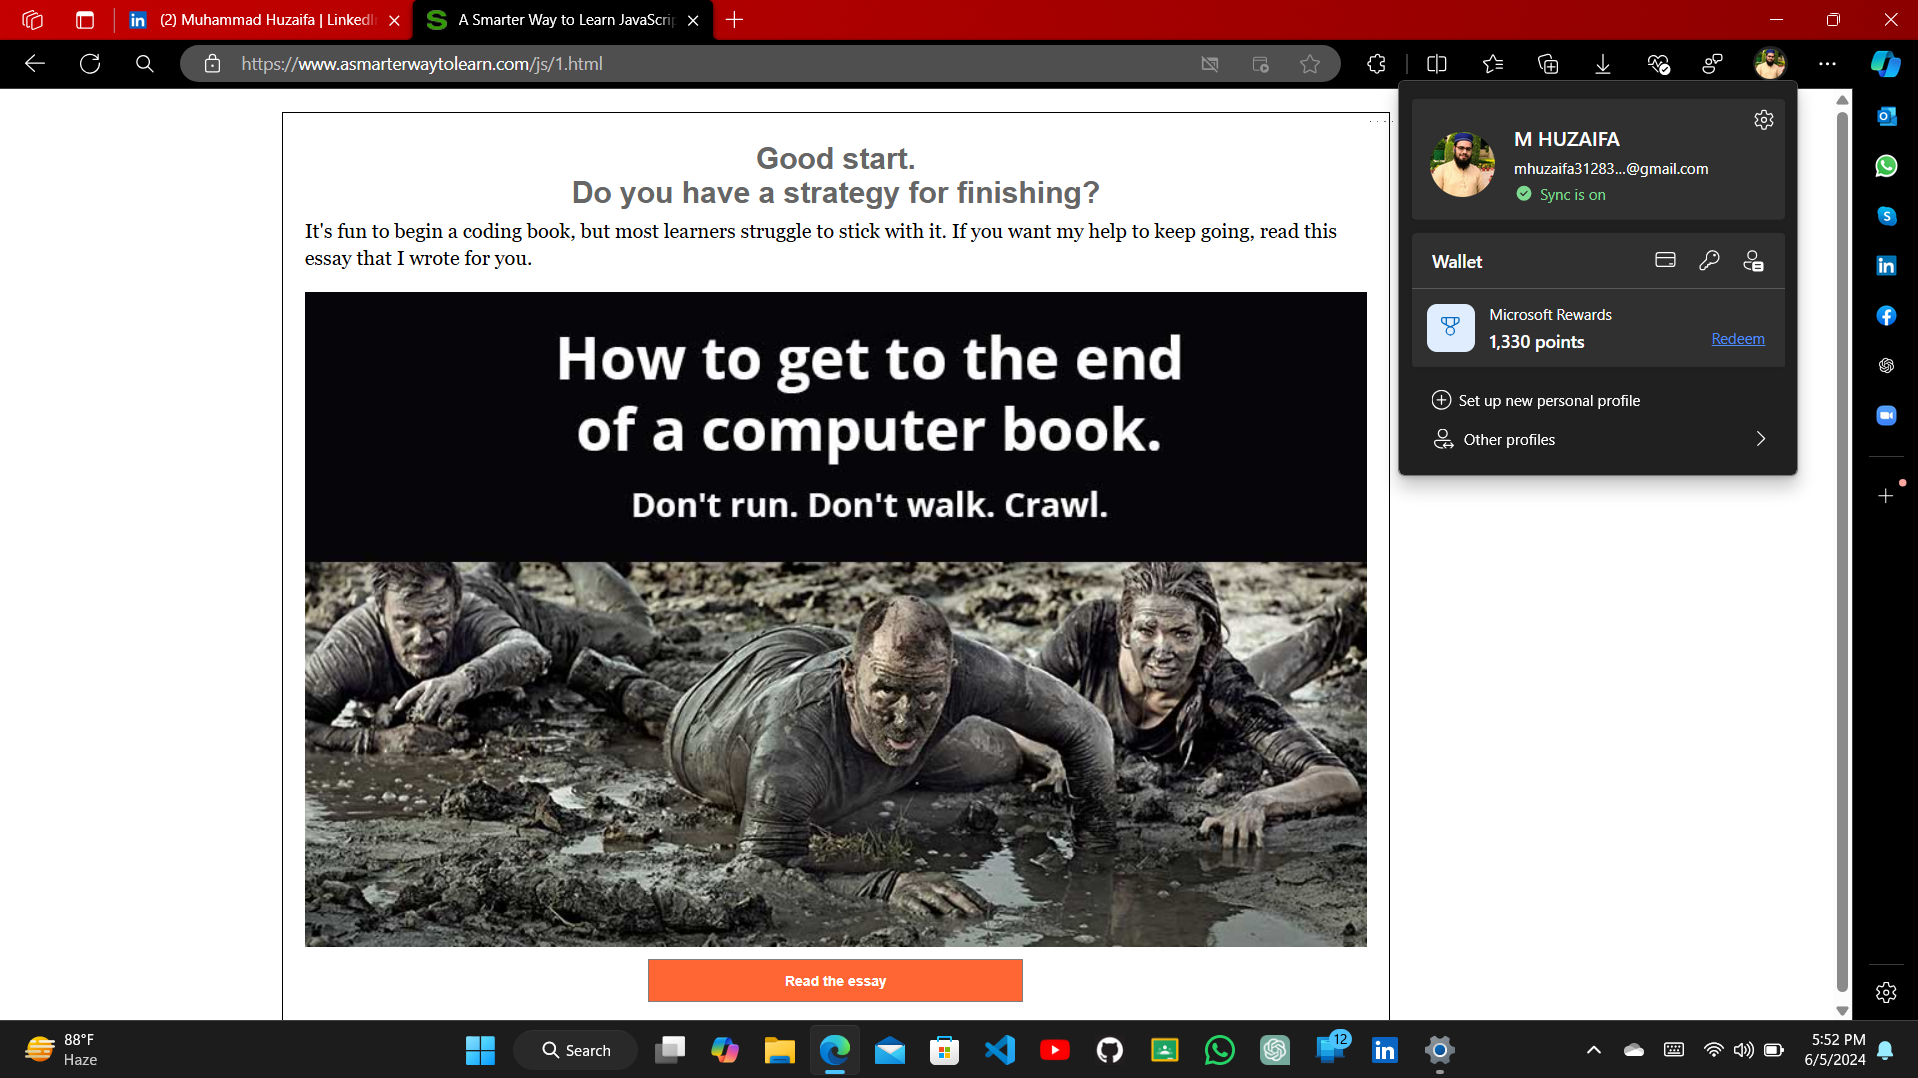 (2) Muhammad Huzaifa | LinkedIn
A Smarter Way to Learn JavaScrip
https://www.asmarterwaytolearn.com/js/1.html
Good start.
Do you have a strategy for finishing?
It's fun to begin a coding book, but most learners struggle to stick with it. If you want my help to keep going, read this
essay that I wrote for you.
How to get to the end
of a computer book.
Don't run. Don't walk. Crawl.
Read the essay
M HUZAIFA
mhuzaifa31283...@gmail.com
Sync is on
Wallet
Microsoft Rewards
1,330 points
Redeem
Set up new personal profile
Other profiles
88°F
Haze
Search
12
5:52 PM
6/5/2024